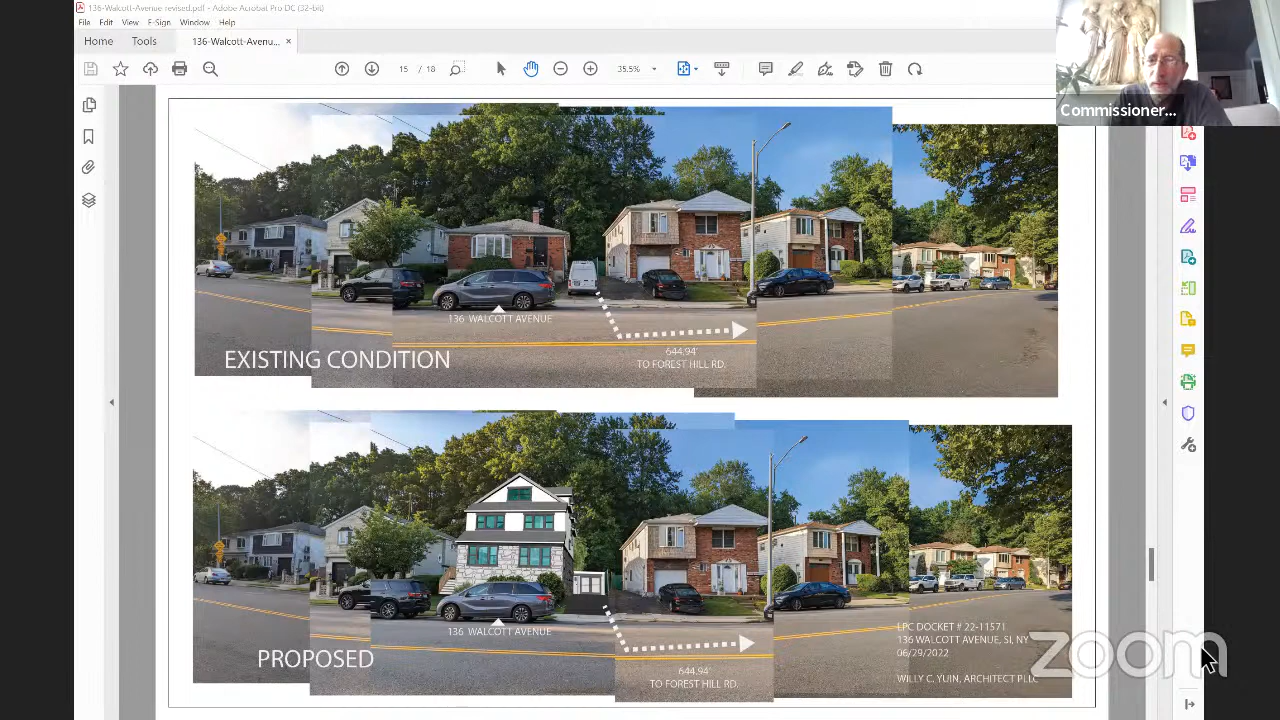 136-Walcott-Avenue revised.pdf - Adobe Acrobat Pro DC (32-bit)
File Edit View E-Sign Window Help
Home Tools 136-Walcott-Avenu... ×
15 / 18 35.5%
Commissioner...
136 WALCOTT AVENUE
EXISTING CONDITION
644.94'
TO FOREST HILL RD.
136 WALCOTT AVENUE
PROPOSED
644.94'
TO FOREST HILL RD.
LPC DOCKET # 22-11571
136 WALCOTT AVENUE, SI, NY
06/29/2022
WILLY C. YUIN, ARCHITECT PLLC
zoom